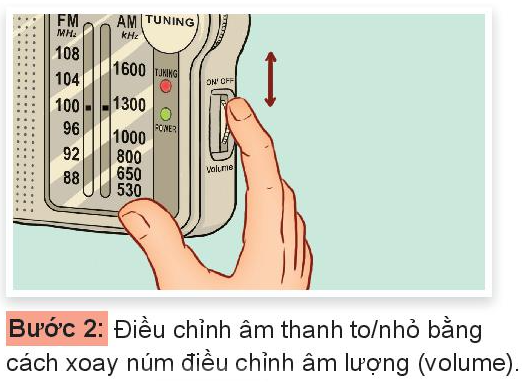 FM AM TUNING
MHz kHz
108
104 1600 TUNING
100 1300
96 1000 POWER
92 800
88 650
530
ON' OFF
Volume
Bước 2: Điều chỉnh âm thanh to/nhỏ bằng
cách xoay núm điều chỉnh âm lượng (volume).